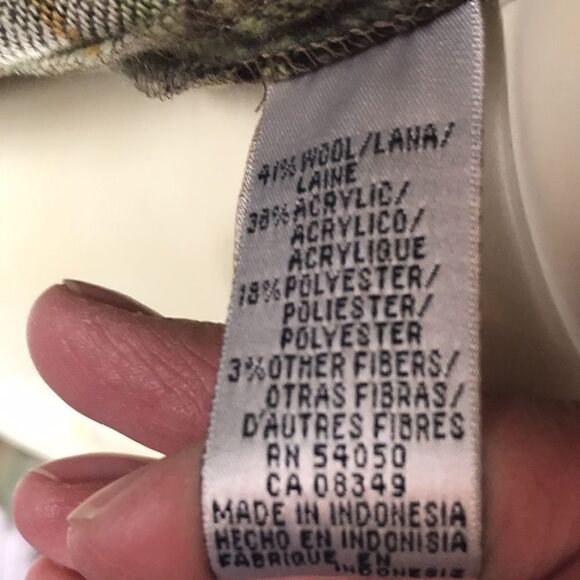 41% WOOL/LANA/
LAINE
38% ACRYLIC/
ACRYLICO/
ACRYLIQUE
18% POLYESTER/
POLIESTER/
POLYESTER
3% OTHER FIBERS/
OTRAS FIBRAS/
D'AUTRES FIBRES
RN 54050
CA 08349
MADE IN INDONESIA
HECHO EN INDONISIA
FABRIQUE EN
INDONESIE